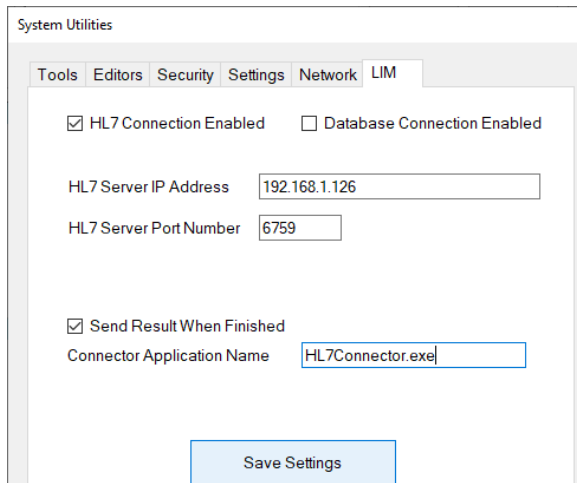 System Utilities
Tools Editors Security Settings Network LIM
HL7 Connection Enabled Database Connection Enabled
HL7 Server IP Address 192.168.1.126
HL7 Server Port Number 6759
Send Result When Finished
Connector Application Name HL7Connector.exe
Save Settings